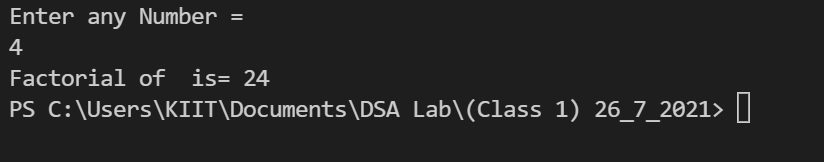 Enter any Number =
4
Factorial of  is= 24
PS C:\Users\KIIT\Documents\DSA Lab\(Class 1) 26_7_2021>